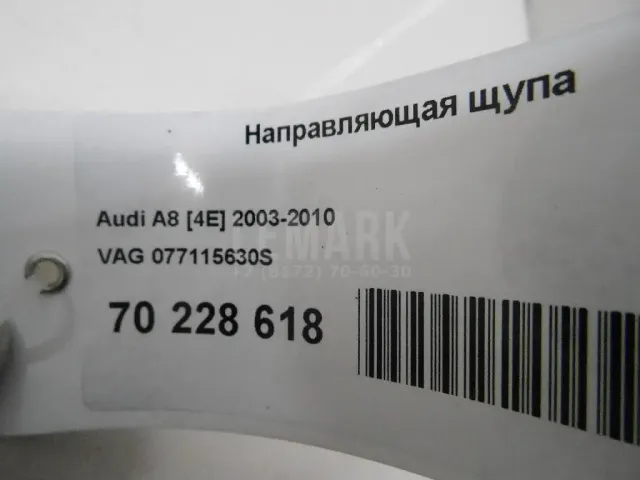 Направляющая щупа
Audi A8 [4E] 2003-2010
VAG 077115630S
70 228 618